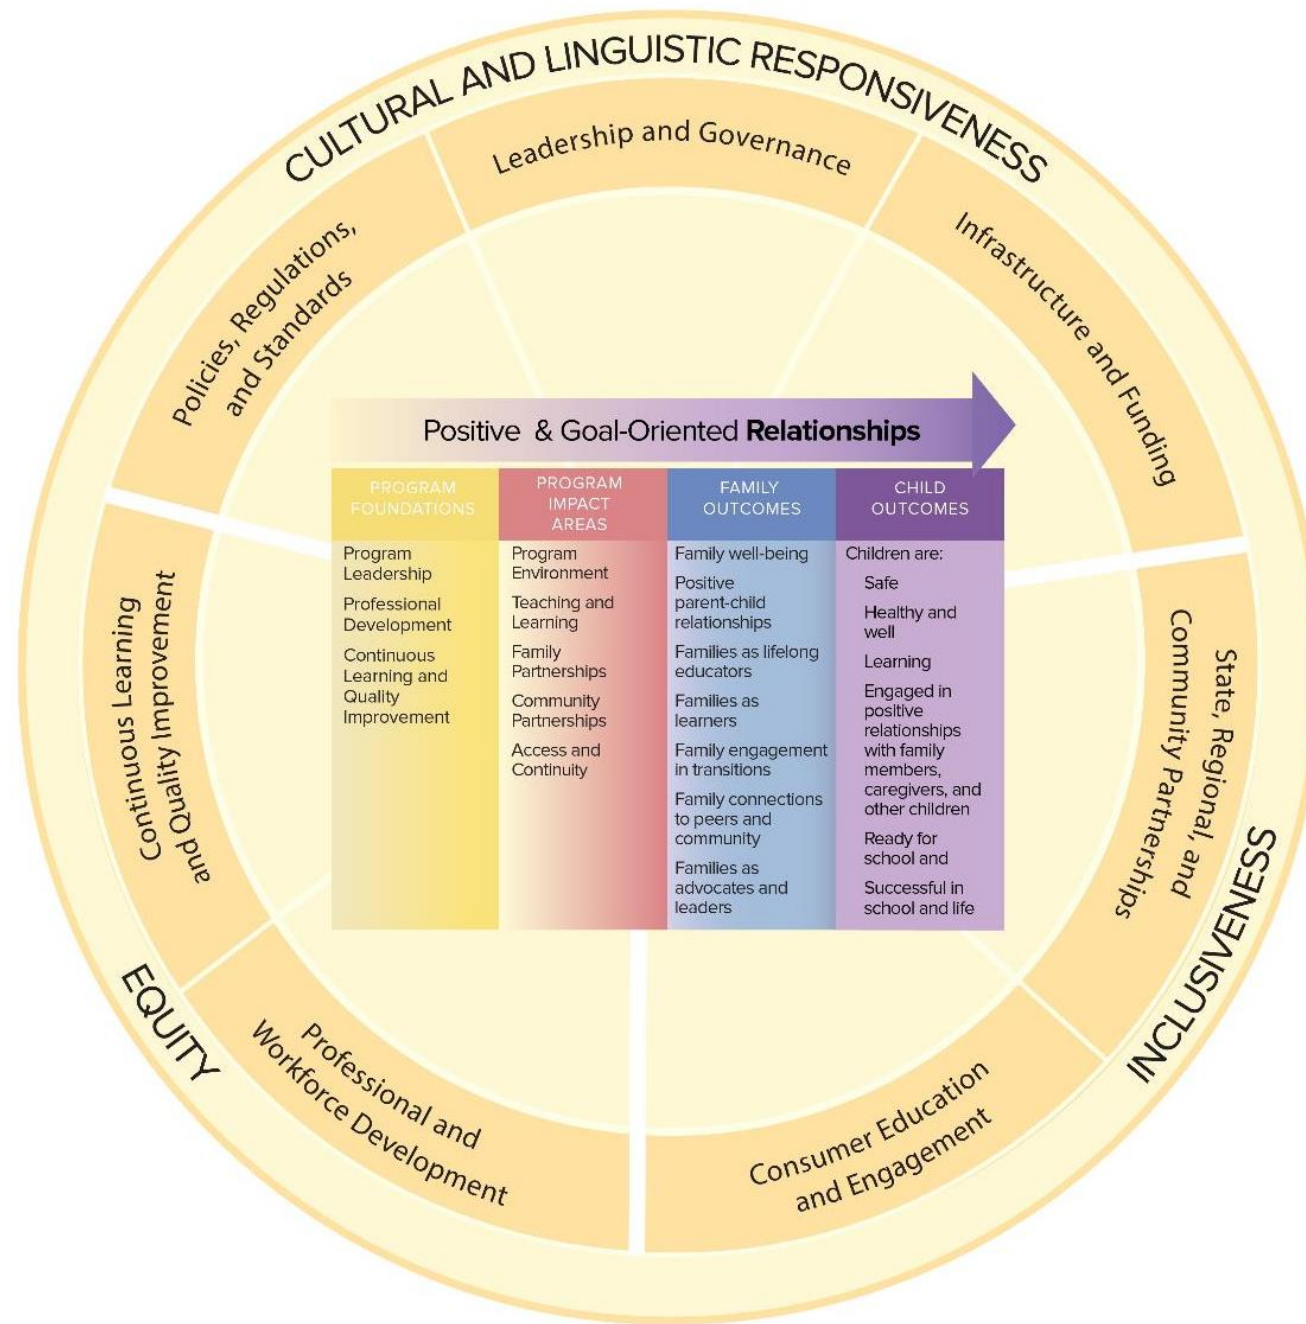 CULTURAL AND LINGUISTIC RESPONSIVENESS
Leadership and Governance
Policies, Regulations,
and Standards
Infrastructure and Funding
Positive & Goal-Oriented Relationships
PROGRAM
FOUNDATIONS
Program
Leadership
Professional
Development
Continuous
Learning and
Quality
Improvement
PROGRAM
IMPACT
AREAS
Program
Environment
Teaching and
Learning
Family
Partnerships
Community
Partnerships
Access and
Continuity
FAMILY
OUTCOMES
Family well-being
Positive
parent-child
relationships
Families as lifelong
educators
Families as
learners
Family engagement
in transitions
Family connections
to peers and
community
Families as
advocates and
leaders
CHILD
OUTCOMES
Children are:
Safe
Healthy and
well
Learning
Engaged in
positive
relationships
with family
members,
caregivers, and
other children
Ready for
school and
Successful in
school and life
Continuous Learning
and Quality Improvement
State, Regional, and
Community Partnerships
EQUITY
INCLUSIVENESS
Professional and
Workforce Development
Consumer Education
and Engagement